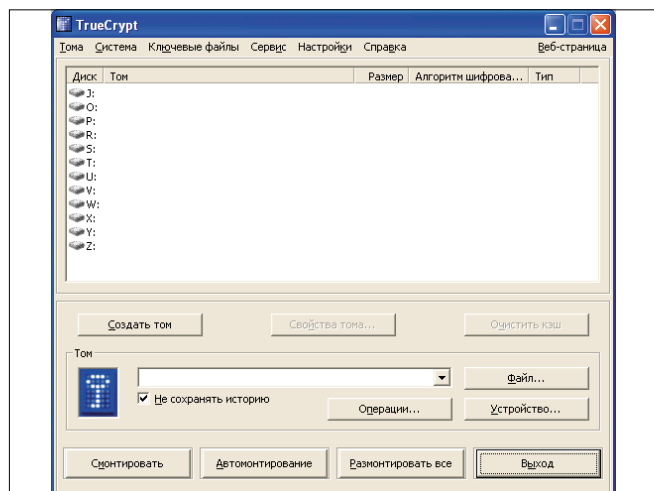 TrueCrypt
Тома Система Ключевые файлы Сервис Настройки Справка Веб-страница
Диск Том Размер Алгоритм шифрова... Тип
J:
O:
P:
R:
S:
T:
U:
V:
W:
X:
Y:
Z:
Создать том Свойства тома... Очистить кэш
Том
Файл...
Не сохранять историю
Операции... Устройство...
Смонтировать Автомонтирование Размонтировать все Выход